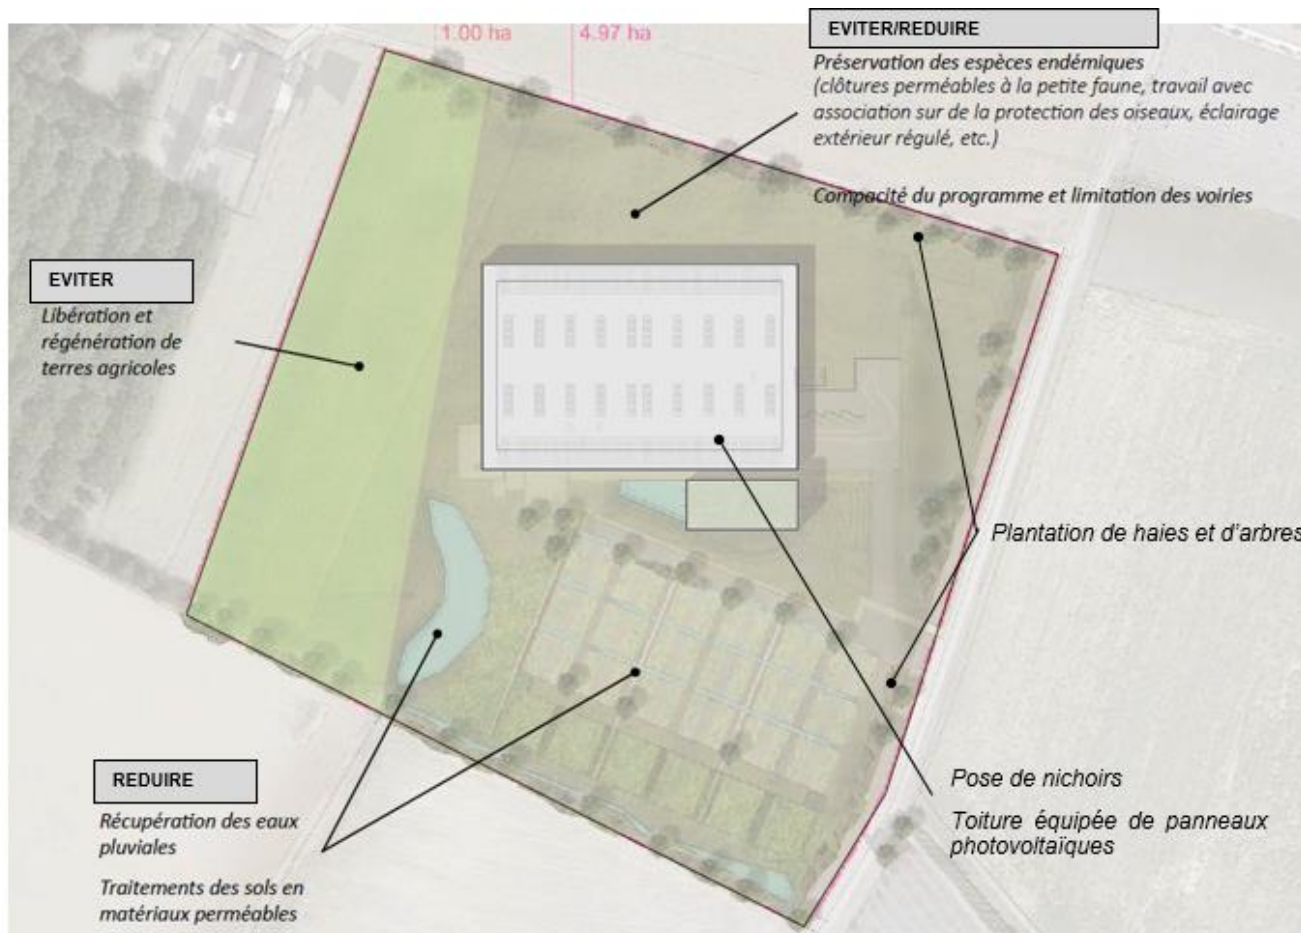 1.00 ha
4.97 ha
EVITER/REDUIRE
Préservation des espèces endémiques
(clôtures perméables à la petite faune, travail avec
association sur de la protection des oiseaux, éclairage
extérieur régulé, etc.)
Compacité du programme et limitation des voiries
EVITER
Libération et
régénération de
terres agricoles
Plantation de haies et d'arbres
REDUIRE
Récupération des eaux
pluviales
Traitements des sols en
matériaux perméables
Pose de nichoirs
Toiture équipée de panneaux
photovoltaïques